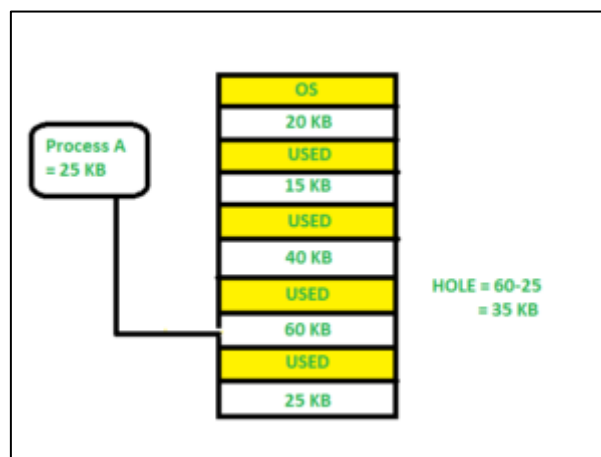 OS
20 KB
Process A
= 25 KB
USED
15 KB
USED
40 KB
USED
HOLE = 60-25
= 35 KB
60 KB
USED
25 KB